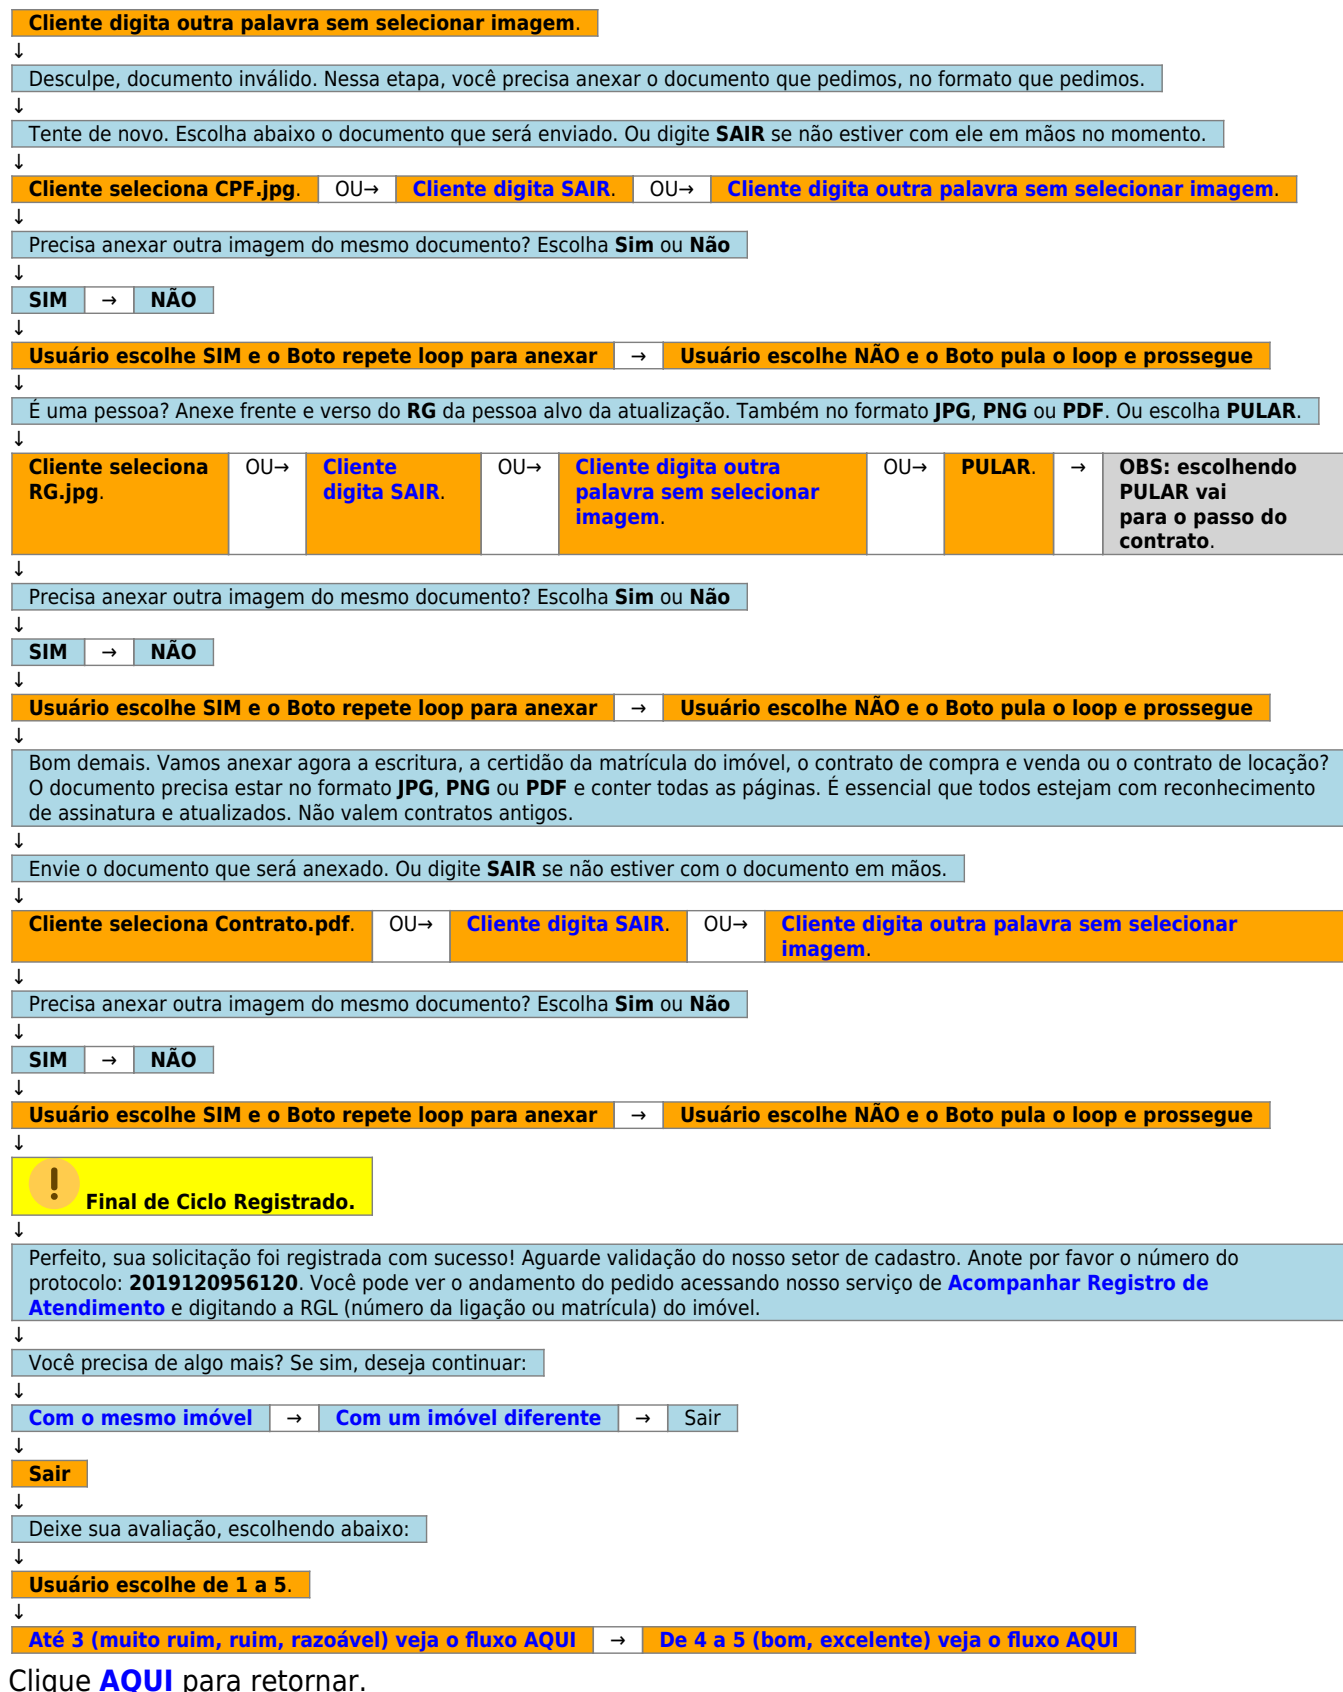 Cliente digita outra palavra sem selecionar imagem.
↓
Desculpe, documento inválido. Nessa etapa, você precisa anexar o documento que pedimos, no formato que pedimos.
↓
Tente de novo. Escolha abaixo o documento que será enviado. Ou digite SAIR se não estiver com ele em mãos no momento.
↓
Cliente seleciona CPF.jpg. OU→ Cliente digita SAIR. OU→ Cliente digita outra palavra sem selecionar imagem.
↓
Precisa anexar outra imagem do mesmo documento? Escolha Sim ou Não
↓
SIM → NÃO
↓
Usuário escolhe SIM e o Boto repete loop para anexar → Usuário escolhe NÃO e o Boto pula o loop e prossegue
↓
É uma pessoa? Anexe frente e verso do RG da pessoa alvo da atualização. Também no formato JPG, PNG ou PDF. Ou escolha PULAR.
↓
Cliente seleciona
RG.jpg.
OU→
Cliente
digita SAIR.
OU→
Cliente digita outra
palavra sem selecionar
imagem.
OU→
PULAR.
→
OBS: escolhendo
PULAR vai
para o passo do
contrato.
↓
Precisa anexar outra imagem do mesmo documento? Escolha Sim ou Não
↓
SIM → NÃO
↓
Usuário escolhe SIM e o Boto repete loop para anexar → Usuário escolhe NÃO e o Boto pula o loop e prossegue
↓
Bom demais. Vamos anexar agora a escritura, a certidão da matrícula do imóvel, o contrato de compra e venda ou o contrato de locação?
O documento precisa estar no formato JPG, PNG ou PDF e conter todas as páginas. É essencial que todos estejam com reconhecimento
de assinatura e atualizados. Não valem contratos antigos.
↓
Envie o documento que será anexado. Ou digite SAIR se não estiver com o documento em mãos.
↓
Cliente seleciona Contrato.pdf. OU→ Cliente digita SAIR. OU→ Cliente digita outra palavra sem selecionar
imagem.
↓
Precisa anexar outra imagem do mesmo documento? Escolha Sim ou Não
↓
SIM → NÃO
↓
Usuário escolhe SIM e o Boto repete loop para anexar → Usuário escolhe NÃO e o Boto pula o loop e prossegue
↓
! Final de Ciclo Registrado.
↓
Perfeito, sua solicitação foi registrada com sucesso! Aguarde validação do nosso setor de cadastro. Anote por favor o número do
protocolo: 2019120956120. Você pode ver o andamento do pedido acessando nosso serviço de Acompanhar Registro de
Atendimento e digitando a RGL (número da ligação ou matrícula) do imóvel.
↓
Você precisa de algo mais? Se sim, deseja continuar:
↓
Com o mesmo imóvel → Com um imóvel diferente → Sair
↓
Sair
↓
Deixe sua avaliação, escolhendo abaixo:
↓
Usuário escolhe de 1 a 5.
↓
Até 3 (muito ruim, ruim, razoável) veja o fluxo AQUI → De 4 a 5 (bom, excelente) veja o fluxo AQUI
Clique AQUI para retornar.